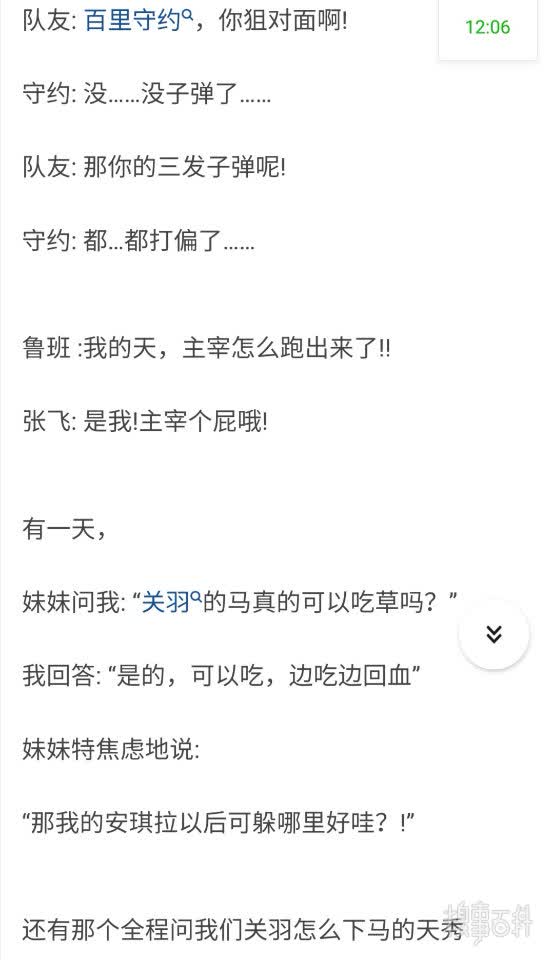 队友: 百里守约，你狙对面啊!
12:06
守约: 没……没子弹了……
队友: 那你的三发子弹呢!
守约: 都...都打偏了……
鲁班 :我的天，主宰怎么跑出来了!!
张飞: 是我!主宰个屁哦!
有一天，
妹妹问我: “关羽的马真的可以吃草吗？”
我回答: “是的，可以吃，边吃边回血”
妹妹特焦虑地说:
“那我的安琪拉以后可躲哪里好哇？!”
还有那个全程问我们关羽怎么下马的天秀
糗事百科